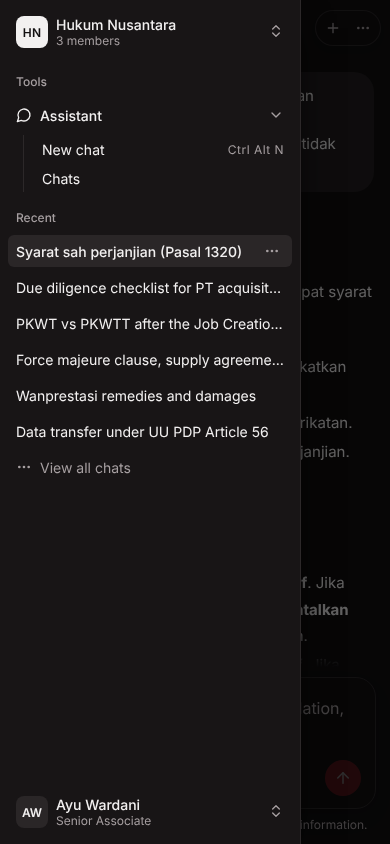 HN
Hukum Nusantara
3 members
Tools
Assistant
New chat
Ctrl Alt N
Chats
Recent
Syarat sah perjanjian (Pasal 1320)
Due diligence checklist for PT acquisit...
PKWT vs PKWTT after the Job Creatio...
Force majeure clause, supply agreeme...
Wanprestasi remedies and damages
Data transfer under UU PDP Article 56
View all chats
an
tidak
pat syarat
katkan
rikatan.
janjian.
f. Jika
talkan
ation,
information.
AW
Ayu Wardani
Senior Associate